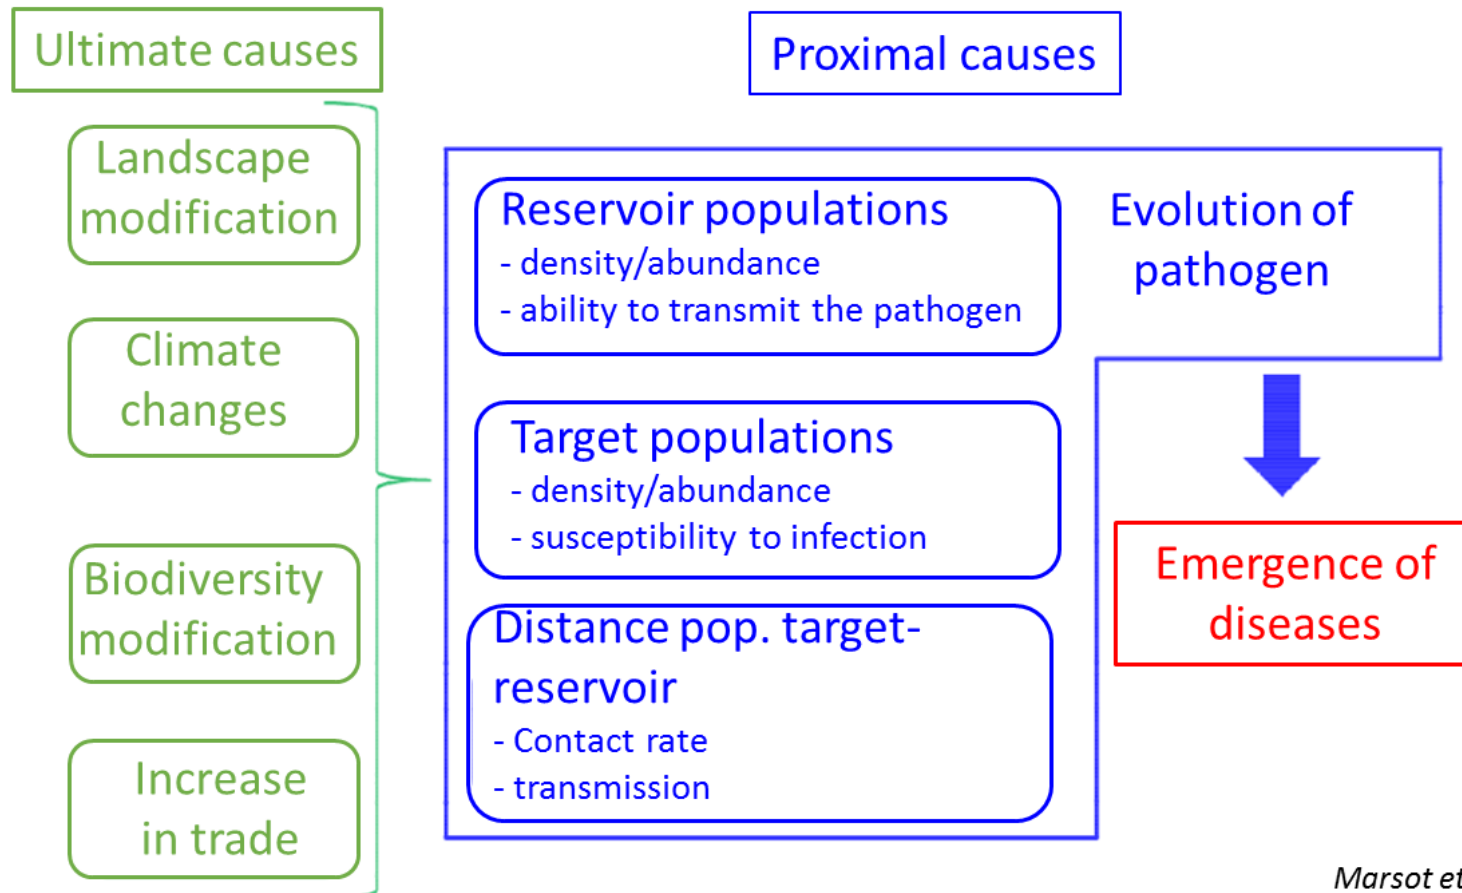 Ultimate causes
Landscape
modification
Climate
changes
Biodiversity
modification
Increase
in trade
Proximal causes
Reservoir populations
- density/abundance
- ability to transmit the pathogen
Target populations
- density/abundance
- susceptibility to infection
Distance pop. target-
reservoir
- Contact rate
- transmission
Evolution of
pathogen
Emergence of
diseases
Marsot et